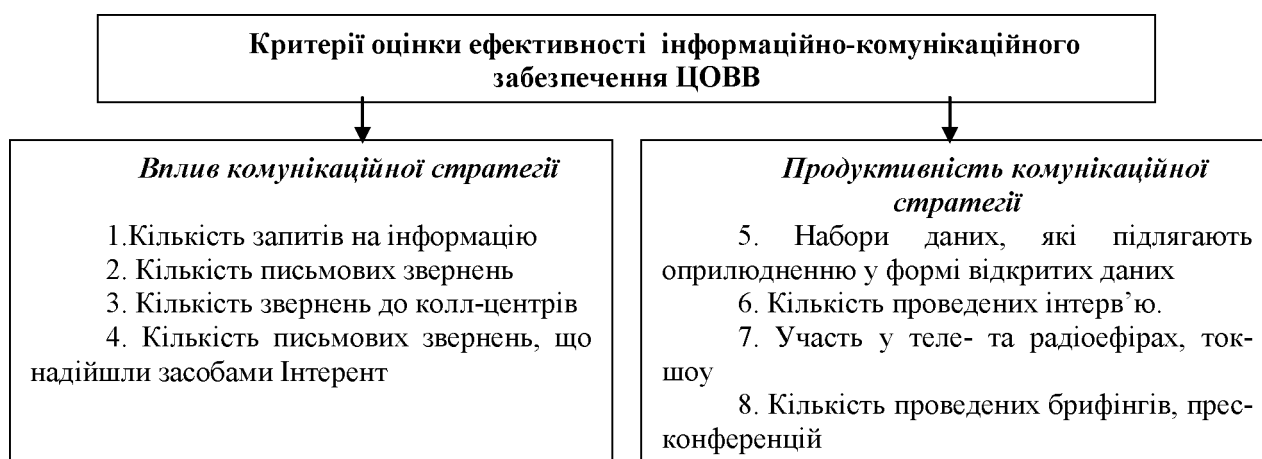 Критерії оцінки ефективності інформаційно-комунікаційного
забезпечення ЦОВВ
Вплив комунікаційної стратегії
1.Кількість запитів на інформацію
2. Кількість письмових звернень
3. Кількість звернень до колл-центрів
4. Кількість письмових звернень, що
надійшли засобами Інтерент
Продуктивність комунікаційної
стратегії
5. Набори даних, які підлягають
оприлюдненню у формі відкритих даних
6. Кількість проведених інтерв’ю.
7. Участь у теле- та радіоефірах, ток-
шоу
8. Кількість проведених брифінгів, прес-
конференцій